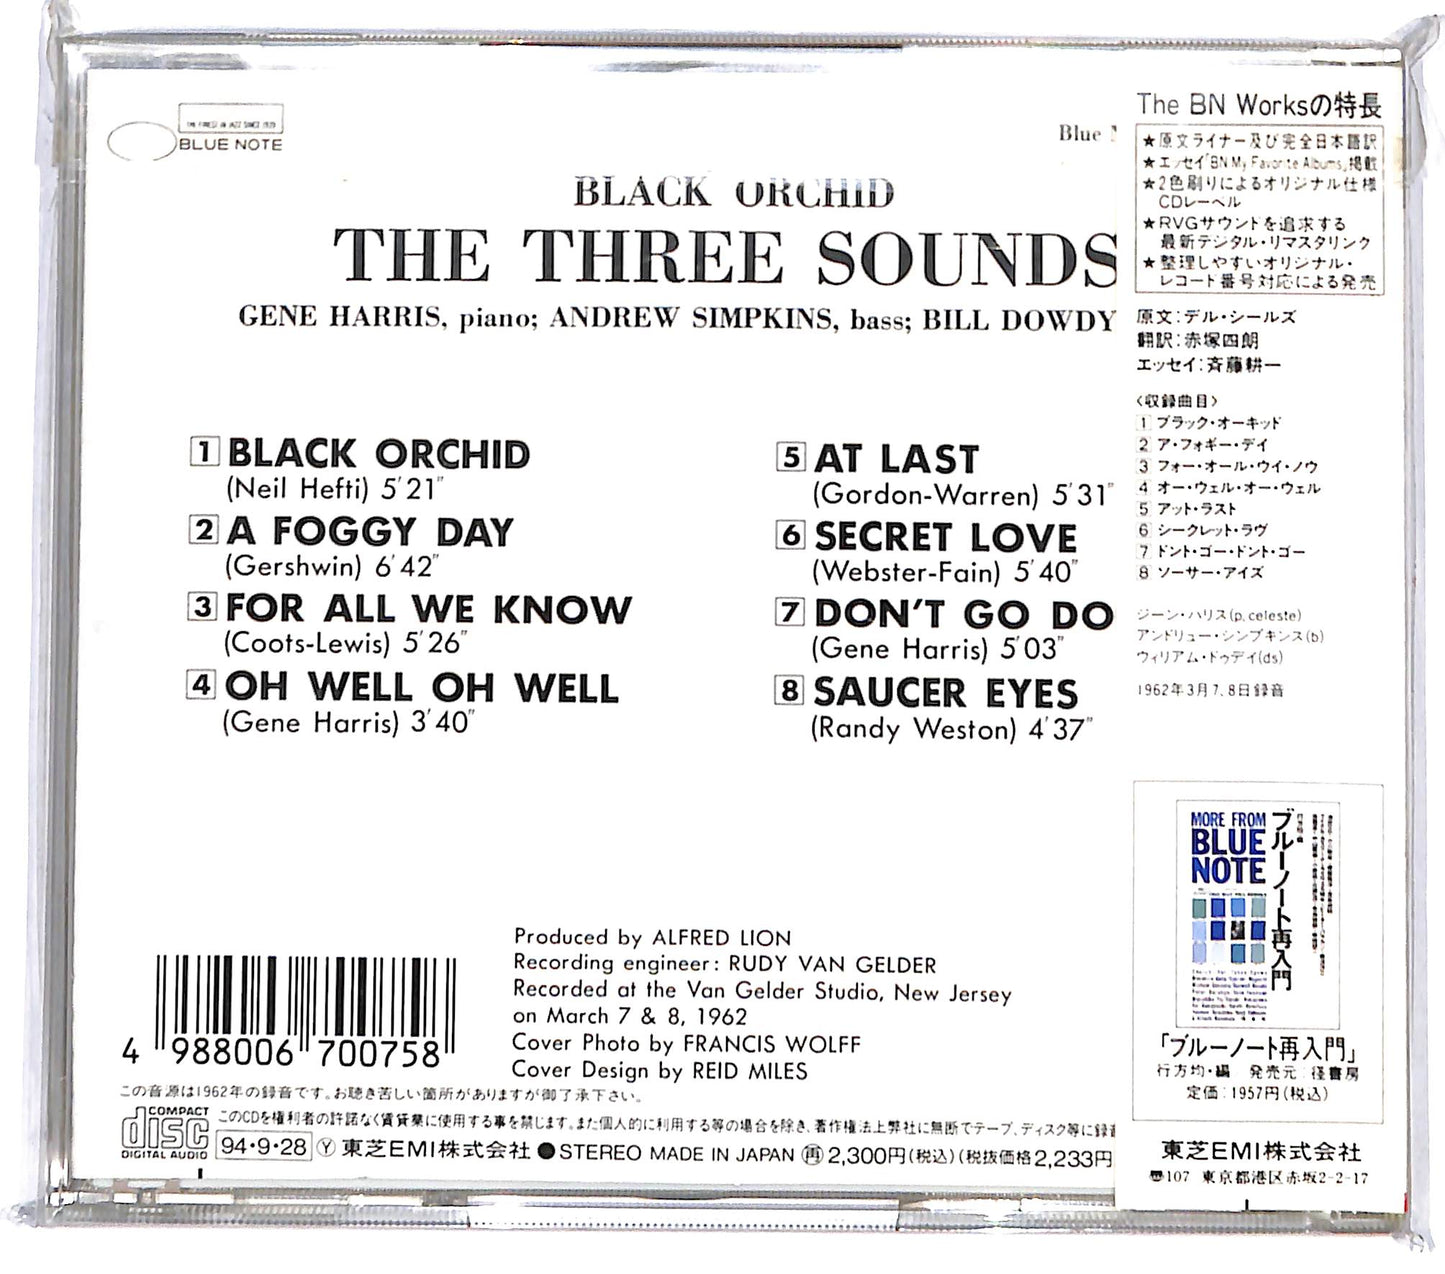 THE FINEST IN JAZZ SINCE 1939
BLUE NOTE
Blue
BLACK ORCHID
THE THREE SOUNDS
GENE HARRIS, piano; ANDREW SIMPKINS, bass; BILL DOWDY
1 BLACK ORCHID
(Neil Hefti) 5'21"
2 A FOGGY DAY
(Gershwin) 6'42"
3 FOR ALL WE KNOW
(Coots-Lewis) 5'26"
4 OH WELL OH WELL
(Gene Harris) 3'40"
5 AT LAST
(Gordon-Warren) 5'31"
6 SECRET LOVE
(Webster-Fain) 5'40"
7 DON'T GO DO
(Gene Harris) 5'03"
8 SAUCER EYES
(Randy Weston) 4'37"
Produced by ALFRED LION
Recording engineer: RUDY VAN GELDER
Recorded at the Van Gelder Studio, New Jersey
on March 7 & 8, 1962
Cover Photo by FRANCIS WOLFF
Cover Design by REID MILES
4 988006 700758
この音源は1962年の録音です。お聴き苦しい箇所がありますが御了承下さい。
COMPACT
disc
DIGITAL AUDIO
このCDを権利者の許諾なく賃貸業に使用する事を禁じます。また個人的に利用する等の場合を除き、著作権法上弊社に無断でテープ、ディスク等に録音
94・9・28 Ⓨ 東芝EMI株式会社 ●STEREO MADE IN JAPAN ㊢ 2,300円(税込)(税抜価格2,233円
The BN Worksの特長
★原文ライナー及び完全日本語訳
★エッセイ「BN My Favorite Albums」掲載
★2色刷りによるオリジナル仕様
CDレーベル
★RVGサウンドを追求する
最新デジタル・リマスタリンク
★整理しやすいオリジナル・
レコード番号対応による発売
原文:デル・シールズ
翻訳:赤塚四朗
エッセイ:斉藤耕一
〈収録曲目〉
1 ブラック・オーキッド
2 ア・フォギー・デイ
3 フォー・オール・ウイ・ノウ
4 オー・ウェル・オー・ウェル
5 アット・ラスト
6 シークレット・ラヴ
7 ドント・ゴー・ドント・ゴー
8 ソーサー・アイズ
ジーン・ハリス(p, celeste)
アンドリュー・シンプキンス(b)
ウィリアム・ドゥデイ(ds)
1962年3月7、8日録音
MORE FROM
BLUE
NOTE
ブルーノート再入門
「ブルーノート再入門」
行方均・編 発売元:径書房
定価:1957円(税込)
東芝EMI株式会社
〠107 東京都港区赤坂2-2-17